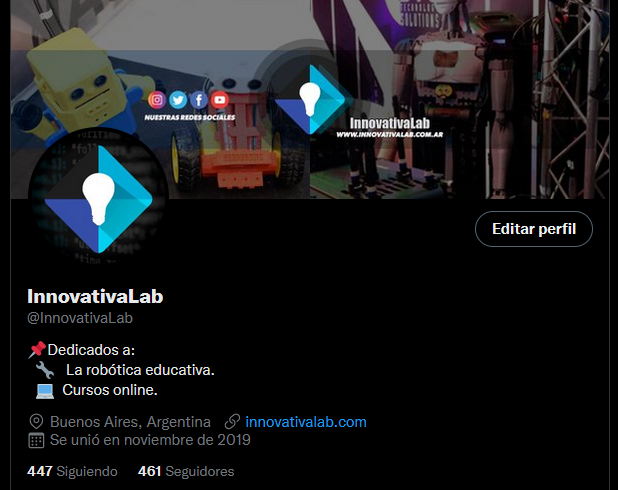 SOLUTIONS
NUESTRAS REDES SOCIALES
InnovativaLab
WWW.INNOVATIVALAB.COM.AR
Editar perfil
InnovativaLab
@InnovativaLab
📌Dedicados a:
🔧 La robótica educativa.
💻 Cursos online.
Buenos Aires, Argentina innovativalab.com
Se unió en noviembre de 2019
447 Siguiendo 461 Seguidores